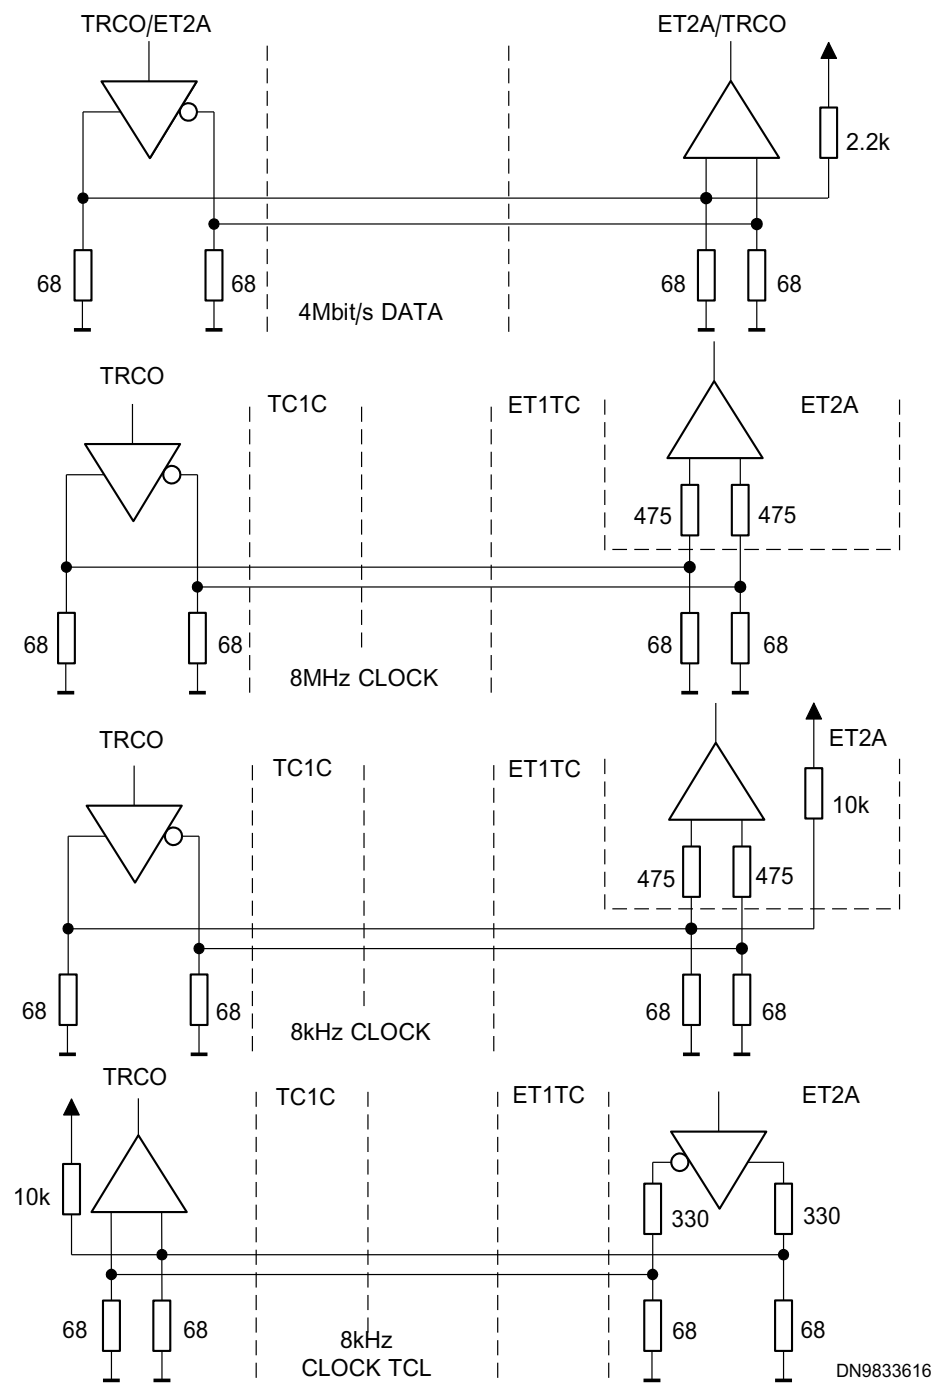 TRCO/ET2A
ET2A/TRCO
2.2k
68
68
68
68
4Mbit/s DATA
TRCO
TC1C
ET1TC
ET2A
475
475
68
68
68
68
8MHz CLOCK
TRCO
TC1C
ET1TC
ET2A
10k
475
475
68
68
68
68
8kHz CLOCK
TRCO
TC1C
ET1TC
ET2A
10k
330
330
68
68
68
68
8kHz
CLOCK TCL
DN9833616